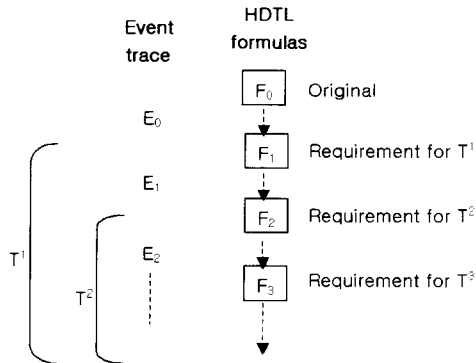 Event
trace
HDTL
formulas
F₀ Original
E₀
F₁ Requirement for T¹
E₁
F₂ Requirement for T²
E₂
T¹
T²
F₃ Requirement for T³